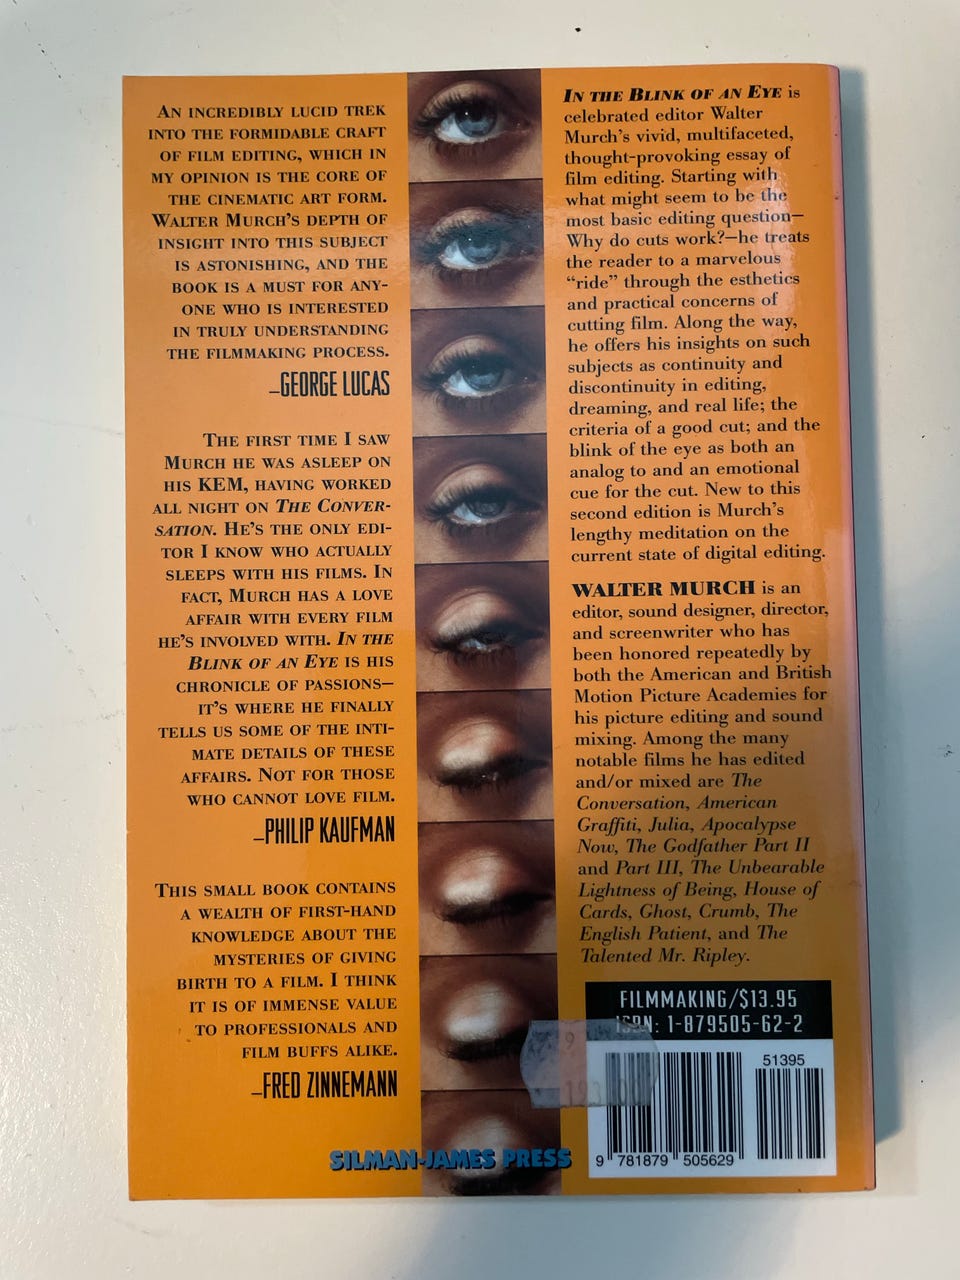 AN INCREDIBLY LUCID TREK
INTO THE FORMIDABLE CRAFT
OF FILM EDITING, WHICH IN
MY OPINION IS THE CORE OF
THE CINEMATIC ART FORM.
WALTER MURCH'S DEPTH OF
INSIGHT INTO THIS SUBJECT
IS ASTONISHING, AND THE
BOOK IS A MUST FOR ANY-
ONE WHO IS INTERESTED
IN TRULY UNDERSTANDING
THE FILMMAKING PROCESS.
–GEORGE LUCAS
THE FIRST TIME I SAW
MURCH HE WAS ASLEEP ON
HIS KEM, HAVING WORKED
ALL NIGHT ON THE CONVER-
SATION. HE'S THE ONLY EDI-
TOR I KNOW WHO ACTUALLY
SLEEPS WITH HIS FILMS. IN
FACT, MURCH HAS A LOVE
AFFAIR WITH EVERY FILM
HE'S INVOLVED WITH. IN THE
BLINK OF AN EYE IS HIS
CHRONICLE OF PASSIONS—
IT'S WHERE HE FINALLY
TELLS US SOME OF THE INTI-
MATE DETAILS OF THESE
AFFAIRS. NOT FOR THOSE
WHO CANNOT LOVE FILM.
–PHILIP KAUFMAN
THIS SMALL BOOK CONTAINS
A WEALTH OF FIRST-HAND
KNOWLEDGE ABOUT THE
MYSTERIES OF GIVING
BIRTH TO A FILM. I THINK
IT IS OF IMMENSE VALUE
TO PROFESSIONALS AND
FILM BUFFS ALIKE.
–FRED ZINNEMANN
SILMAN-JAMES PRESS
IN THE BLINK OF AN EYE is
celebrated editor Walter
Murch's vivid, multifaceted,
thought-provoking essay of
film editing. Starting with
what might seem to be the
most basic editing question—
Why do cuts work?—he treats
the reader to a marvelous
"ride" through the esthetics
and practical concerns of
cutting film. Along the way,
he offers his insights on such
subjects as continuity and
discontinuity in editing,
dreaming, and real life; the
criteria of a good cut; and the
blink of the eye as both an
analog to and an emotional
cue for the cut. New to this
second edition is Murch's
lengthy meditation on the
current state of digital editing.
WALTER MURCH is an
editor, sound designer, director,
and screenwriter who has
been honored repeatedly by
both the American and British
Motion Picture Academies for
his picture editing and sound
mixing. Among the many
notable films he has edited
and/or mixed are The
Conversation, American
Graffiti, Julia, Apocalypse
Now, The Godfather Part II
and Part III, The Unbearable
Lightness of Being, House of
Cards, Ghost, Crumb, The
English Patient, and The
Talented Mr. Ripley.
FILMMAKING/$13.95
ISBN: 1-879505-62-2
51395
9 781879 505629